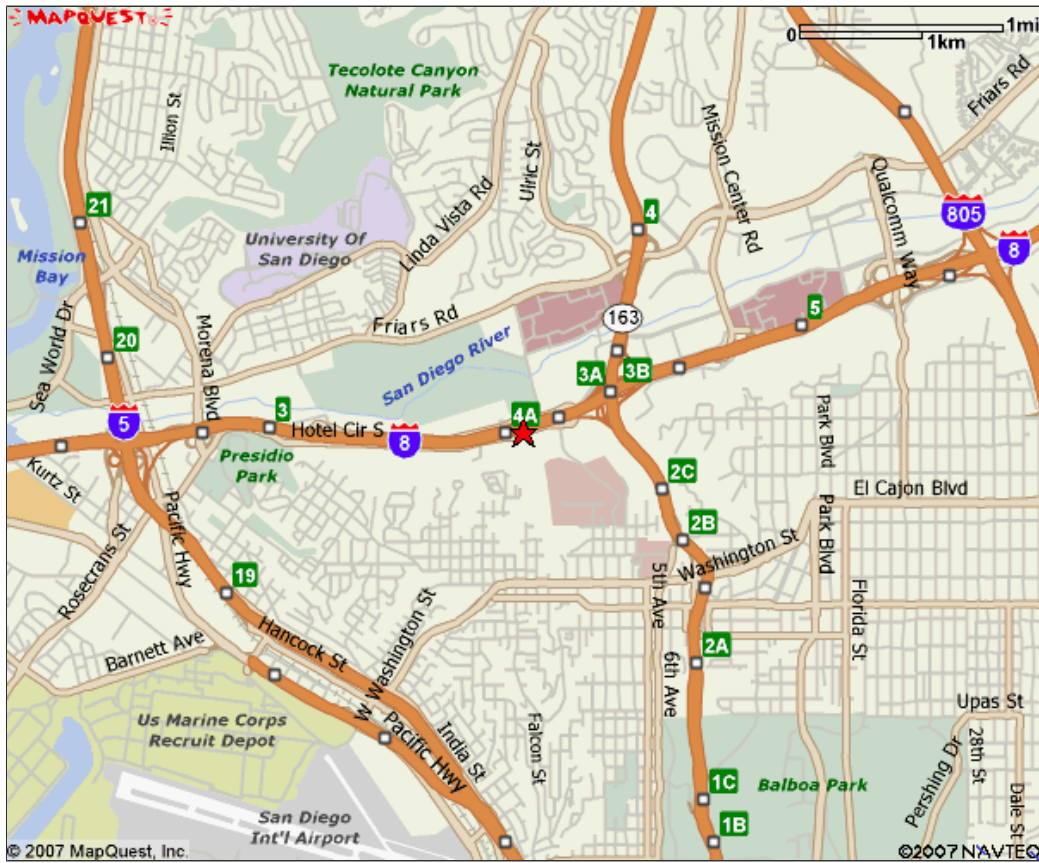 MAPQUEST
0
1mi
1km
Tecolote Canyon
Natural Park
Illion St
Ulric St
Mission Center Rd
Friars Rd
21
4
Linda Vista Rd
Qualcomm Way
805
8
University Of
San Diego
Mission
Bay
Friars Rd
163
5
Sea World Dr
20
Morena Blvd
San Diego River
3A
3B
5
3
Hotel Cir S
8
4A
Park Blvd
Presidio
Park
Kurtz St
2C
El Cajon Blvd
Pacific Hwy
2B
Park Blvd
Washington St
Rosecrans St
19
5th Ave
Florida St
W Washington St
Hancock St
Barnett Ave
2A
6th Ave
Upas St
Us Marine Corps
Recruit Depot
Pacific Hwy
India St
Falcon St
28th St
Pershing Dr
Dale St
1C
Balboa Park
San Diego
Int'l Airport
1B
© 2007 MapQuest, Inc.
©2007 NAVTEQ